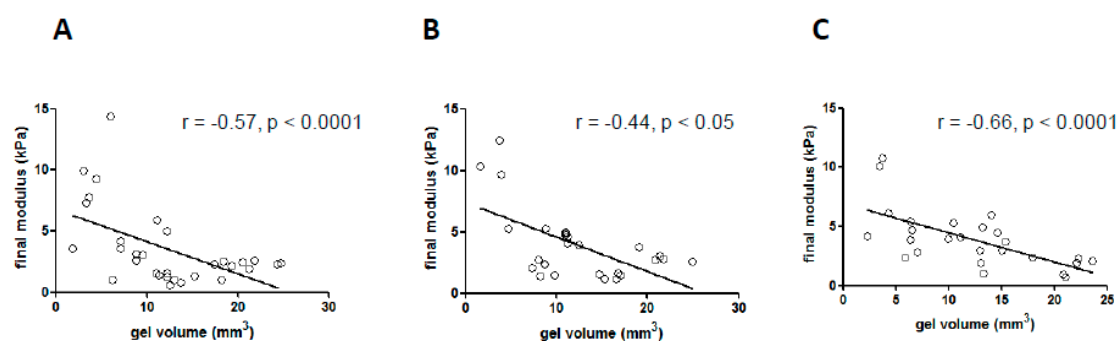 A
B
C
r = -0.57, p < 0.0001
r = -0.44, p < 0.05
r = -0.66, p < 0.0001
final modulus (kPa)
15
10
5
0
0
10
20
30
gel volume (mm³)
final modulus (kPa)
15
10
5
0
0
10
20
30
gel volume (mm³)
final modulus (kPa)
15
10
5
0
0
5
10
15
20
25
gel volume (mm³)